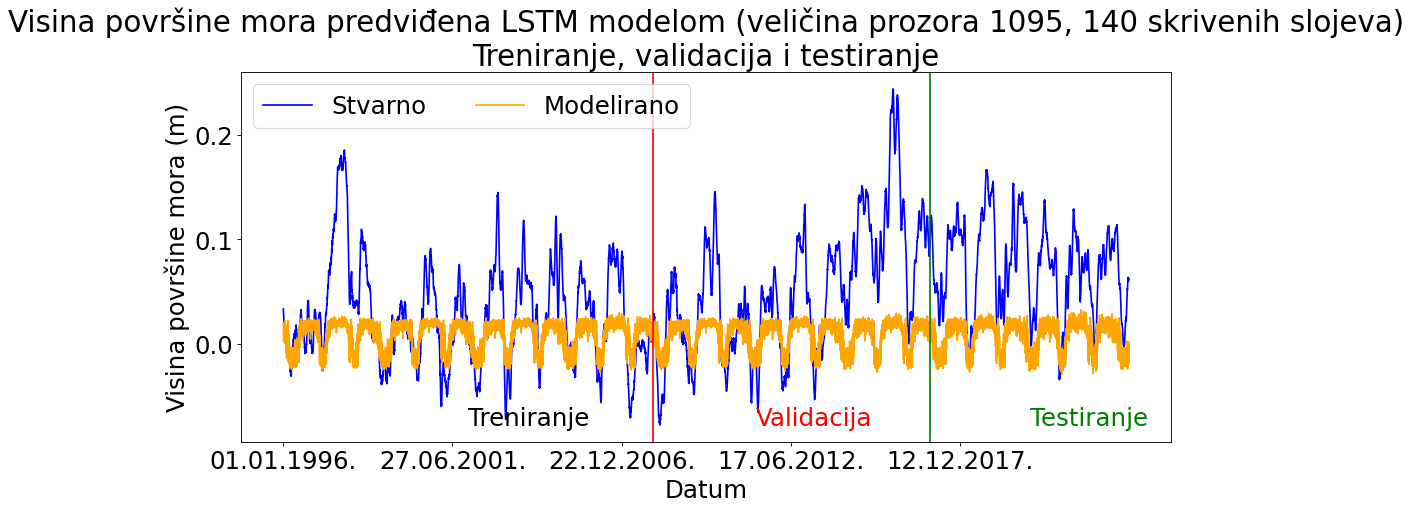 Visina površine mora predviđena LSTM modelom (veličina prozora 1095, 140 skrivenih slojeva)
Treniranje, validacija i testiranje
Stvarno
Modelirano
Visina površine mora (m)
0.2
0.1
0.0
Treniranje
Validacija
Testiranje
01.01.1996.
27.06.2001.
22.12.2006.
17.06.2012.
12.12.2017.
Datum